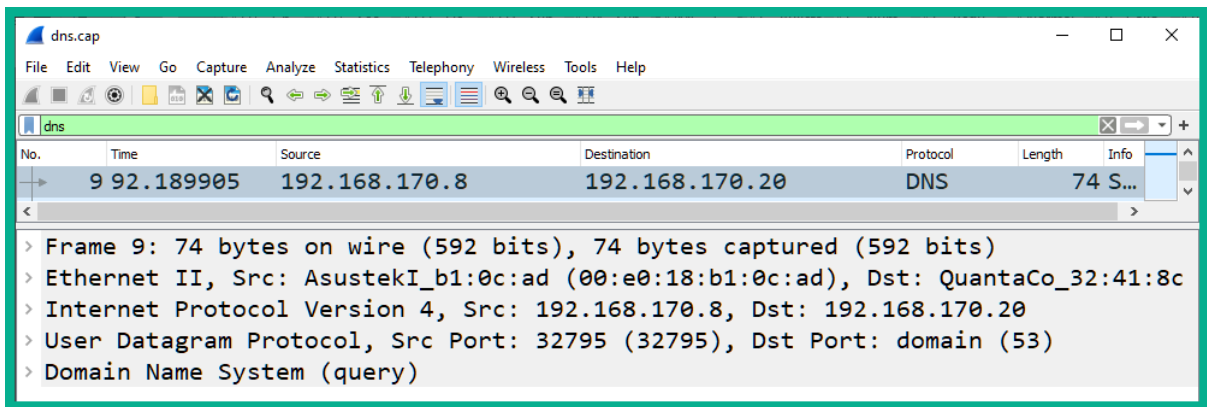 dns.cap
File Edit View Go Capture Analyze Statistics Telephony Wireless Tools Help
dns
No. Time Source Destination Protocol Length Info
9 92.189905 192.168.170.8 192.168.170.20 DNS 74 S...
Frame 9: 74 bytes on wire (592 bits), 74 bytes captured (592 bits)
Ethernet II, Src: AsustekI_b1:0c:ad (00:e0:18:b1:0c:ad), Dst: QuantaCo_32:41:8c
Internet Protocol Version 4, Src: 192.168.170.8, Dst: 192.168.170.20
User Datagram Protocol, Src Port: 32795 (32795), Dst Port: domain (53)
Domain Name System (query)